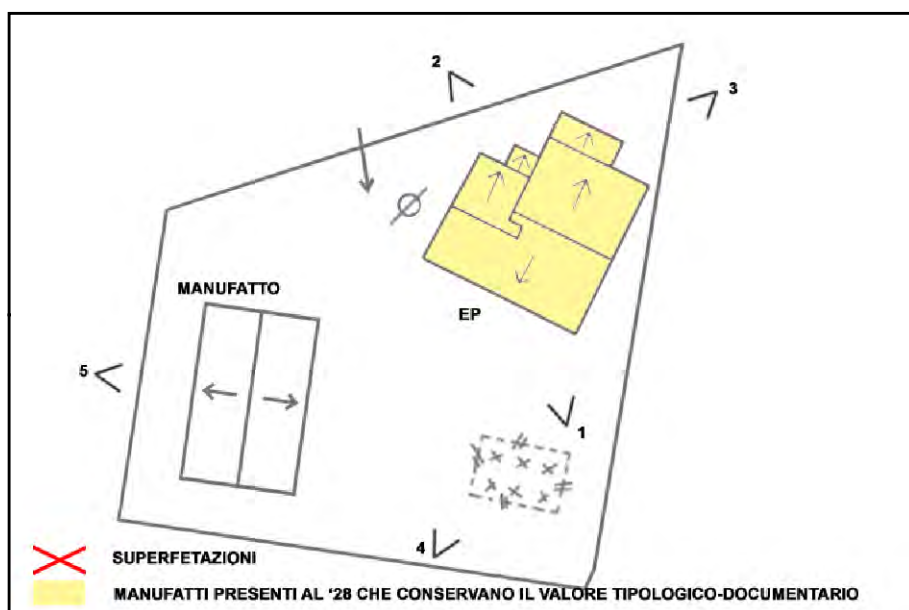 2
3
MANUFATTO
EP
5
1
4
SUPERFETAZIONI
MANUFATTI PRESENTI AL '28 CHE CONSERVANO IL VALORE TIPOLOGICO-DOCUMENTARIO